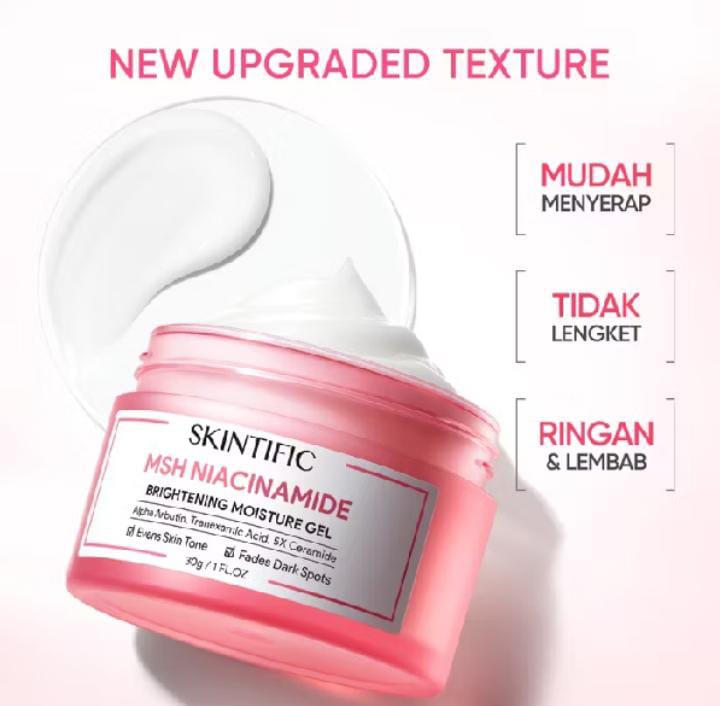 NEW UPGRADED TEXTURE
MUDAH
MENYERAP
TIDAK
LENGKET
RINGAN
& LEMBAB
SKINTIFIC
MSH NIACINAMIDE
BRIGHTENING MOISTURE GEL
Alpha Arbutin, Tranexamic Acid, 5X Ceramide
☑ Evens Skin Tone ☑ Fades Dark Spots
30g / 1 FL.OZ